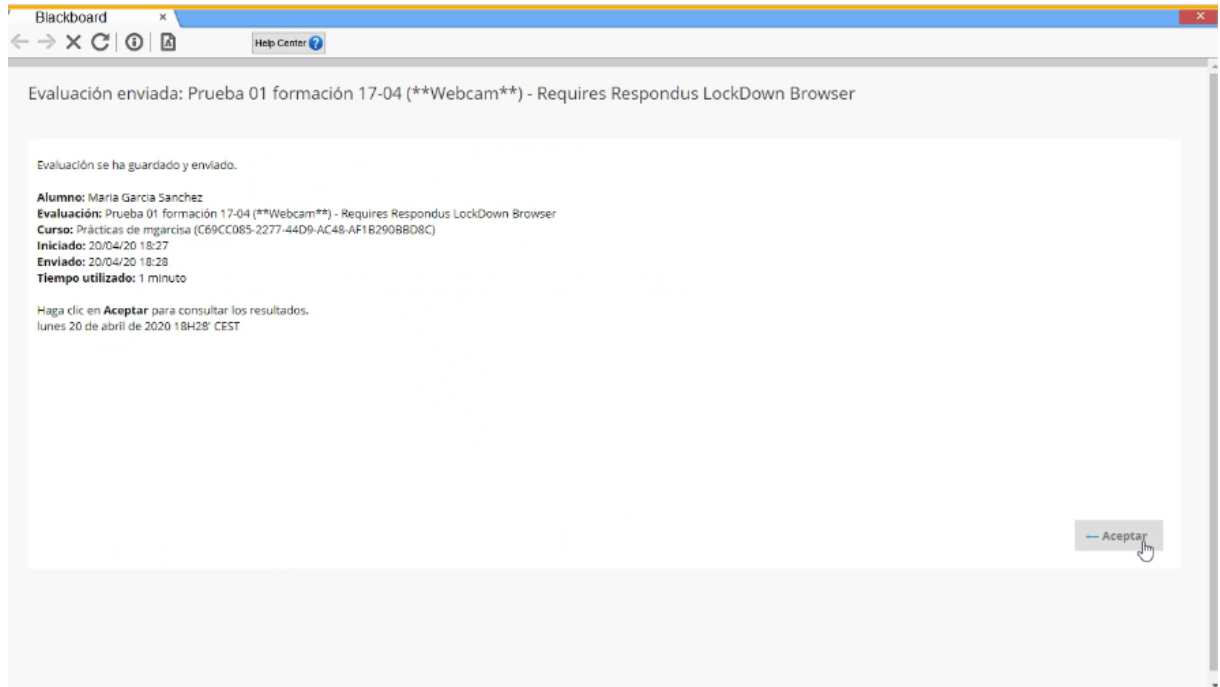 Blackboard
Help Center
Evaluación enviada: Prueba 01 formación 17-04 (**Webcam**) - Requires Respondus LockDown Browser
Evaluación se ha guardado y enviado.
Alumno: Maria Garcia Sanchez
Evaluación: Prueba 01 formación 17-04 (**Webcam**) - Requires Respondus LockDown Browser
Curso: Prácticas de mgarcisa (C69CC085-2277-44D9-AC48-AF1B290BBD8C)
Iniciado: 20/04/20 18:27
Enviado: 20/04/20 18:28
Tiempo utilizado: 1 minuto
Haga clic en Aceptar para consultar los resultados.
lunes 20 de abril de 2020 18H28' CEST
← Aceptar